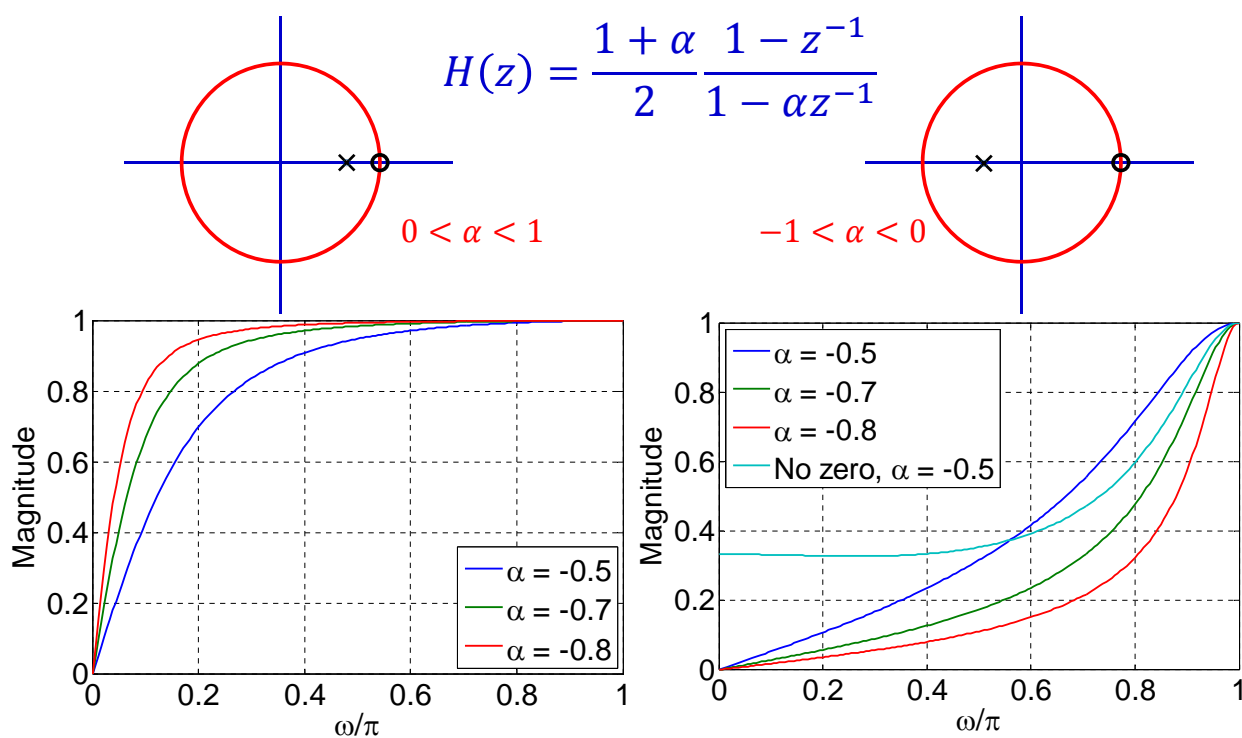 H(z) = \frac{1 + α}{2} \frac{1 − z^{−1}}{1 − αz^{−1}}
0 < α < 1
−1 < α < 0
Magnitude
1
0.8
0.6
0.4
0.2
0
α = -0.5
α = -0.7
α = -0.8
0 0.2 0.4 0.6 0.8 1
ω/π
Magnitude
1
0.8
0.6
0.4
0.2
0
α = -0.5
α = -0.7
α = -0.8
No zero, α = -0.5
0 0.2 0.4 0.6 0.8 1
ω/π